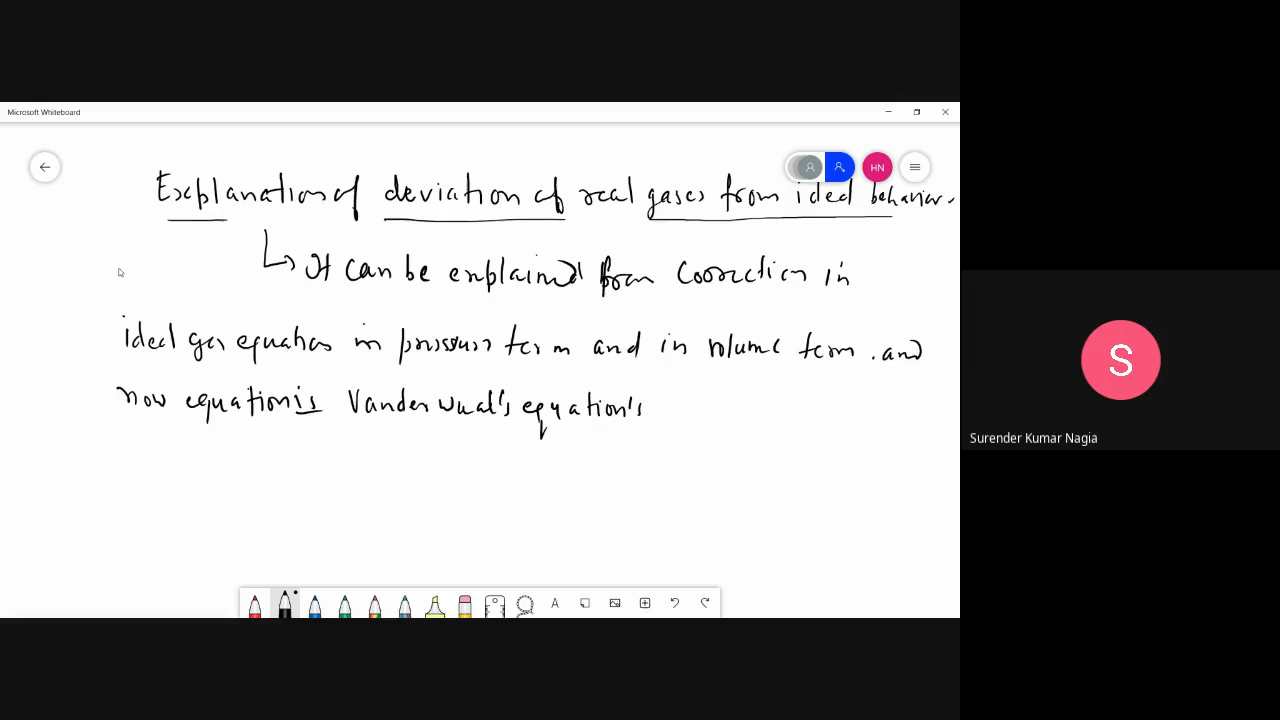 Microsoft Whiteboard
HN
Explanation of deviation of real gases from ideal behavior.
It can be explained from correction in
ideal gas equation in pressure term and in volume term . and
now equation is Vander Waal's equation's
A
S
Surender Kumar Nagia